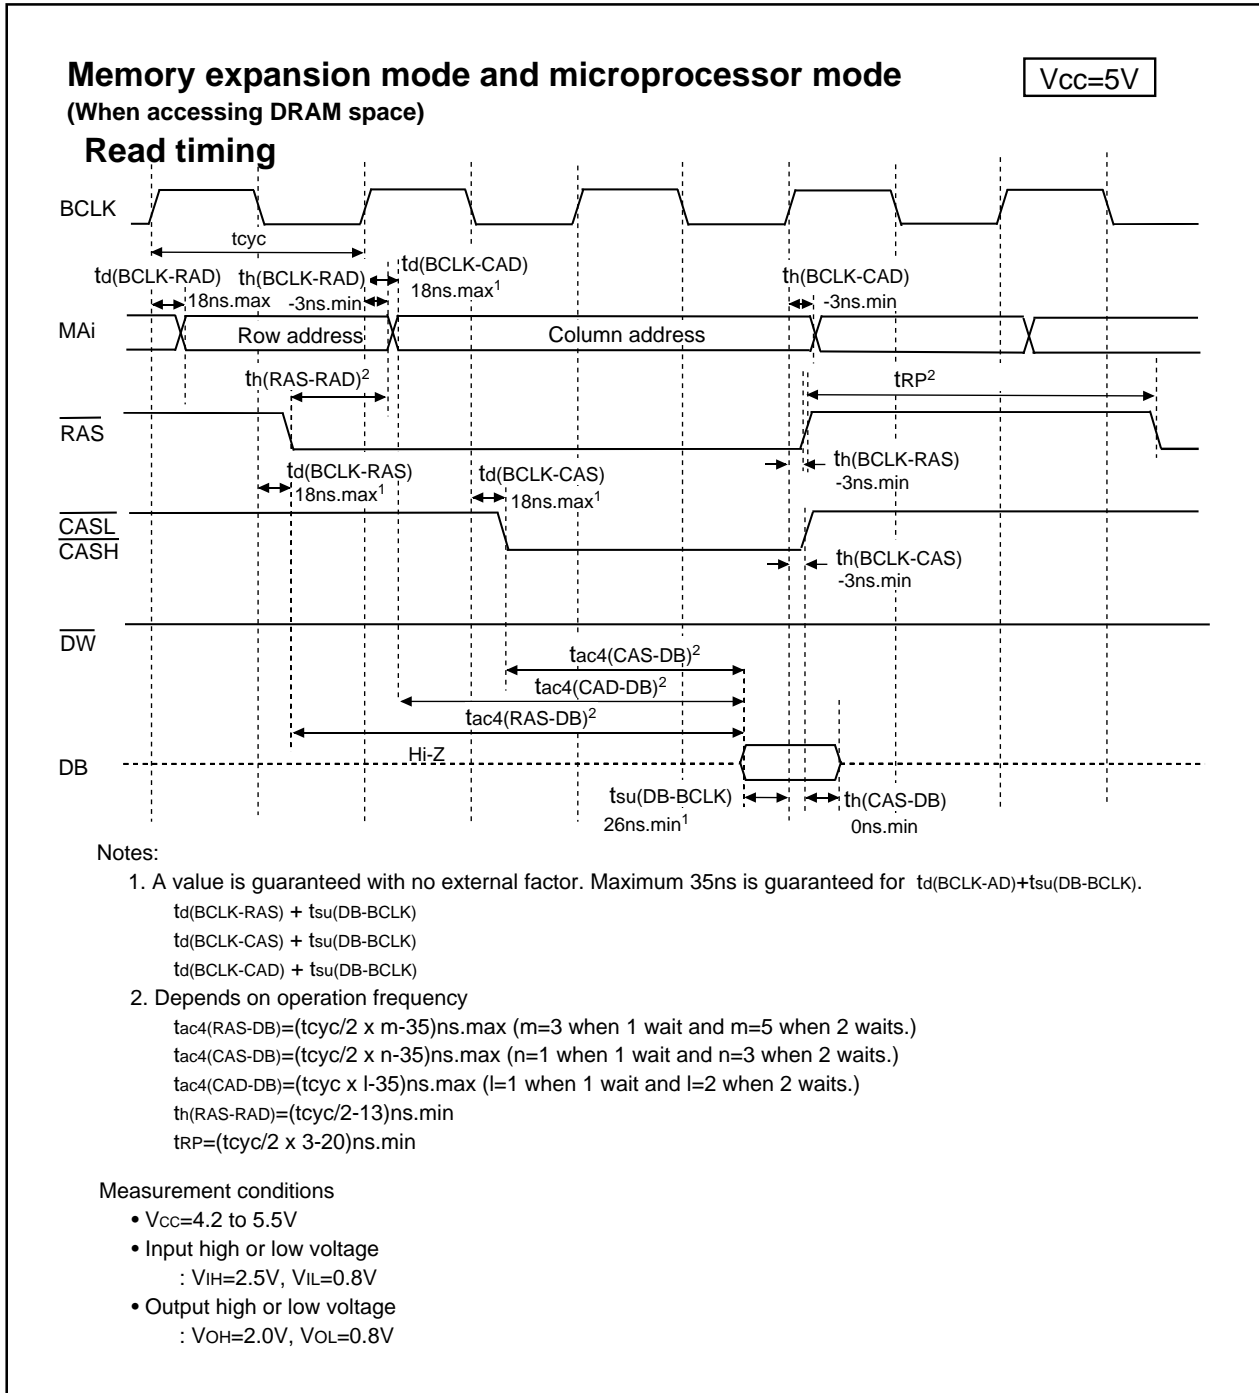 Memory expansion mode and microprocessor mode
Vcc=5V
(When accessing DRAM space)
Read timing
BCLK
tcyc
td(BCLK-RAD)
18ns.max
th(BCLK-RAD)
-3ns.min
td(BCLK-CAD)
18ns.max1
th(BCLK-CAD)
-3ns.min
MAi
Row address
Column address
th(RAS-RAD)2
tRP2
RAS
td(BCLK-RAS)
18ns.max1
td(BCLK-CAS)
18ns.max1
th(BCLK-RAS)
-3ns.min
CASL
CASH
th(BCLK-CAS)
-3ns.min
DW
tac4(CAS-DB)2
tac4(CAD-DB)2
tac4(RAS-DB)2
Hi-Z
DB
tsu(DB-BCLK)
26ns.min1
th(CAS-DB)
0ns.min
Notes:
1. A value is guaranteed with no external factor. Maximum 35ns is guaranteed for td(BCLK-AD)+tsu(DB-BCLK).
td(BCLK-RAS) + tsu(DB-BCLK)
td(BCLK-CAS) + tsu(DB-BCLK)
td(BCLK-CAD) + tsu(DB-BCLK)
2. Depends on operation frequency
tac4(RAS-DB)=(tcyc/2 x m-35)ns.max (m=3 when 1 wait and m=5 when 2 waits.)
tac4(CAS-DB)=(tcyc/2 x n-35)ns.max (n=1 when 1 wait and n=3 when 2 waits.)
tac4(CAD-DB)=(tcyc x l-35)ns.max (l=1 when 1 wait and l=2 when 2 waits.)
th(RAS-RAD)=(tcyc/2-13)ns.min
tRP=(tcyc/2 x 3-20)ns.min
Measurement conditions
• VCC=4.2 to 5.5V
• Input high or low voltage
: VIH=2.5V, VIL=0.8V
• Output high or low voltage
: VOH=2.0V, VOL=0.8V